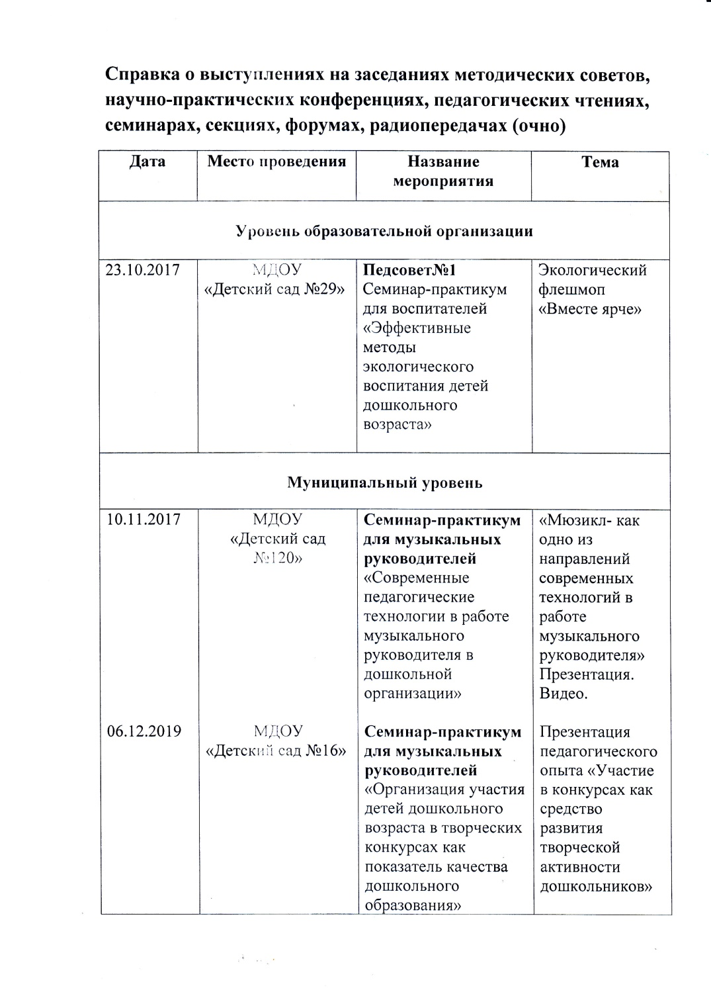 Справка о выступлениях на заседаниях методических советов,
научно-практических конференциях, педагогических чтениях,
семинарах, секциях, форумах, радиопередачах (очно)
Дата
Место проведения
Название
мероприятия
Тема
Уровень образовательной организации
23.10.2017
МДОУ
«Детский сад №29»
Педсовет№1
Семинар-практикум
для воспитателей
«Эффективные
методы
экологического
воспитания детей
дошкольного
возраста»
Экологический
флешмоп
«Вместе ярче»
Муниципальный уровень
10.11.2017
МДОУ
«Детский сад
№120»
Семинар-практикум
для музыкальных
руководителей
«Современные
педагогические
технологии в работе
музыкального
руководителя в
дошкольной
организации»
«Мюзикл- как
одно из
направлений
современных
технологий в
работе
музыкального
руководителя»
Презентация.
Видео.
06.12.2019
МДОУ
«Детский сад №16»
Семинар-практикум
для музыкальных
руководителей
«Организация участия
детей дошкольного
возраста в творческих
конкурсах как
показатель качества
дошкольного
образования»
Презентация
педагогического
опыта «Участие
в конкурсах как
средство
развития
творческой
активности
дошкольников»